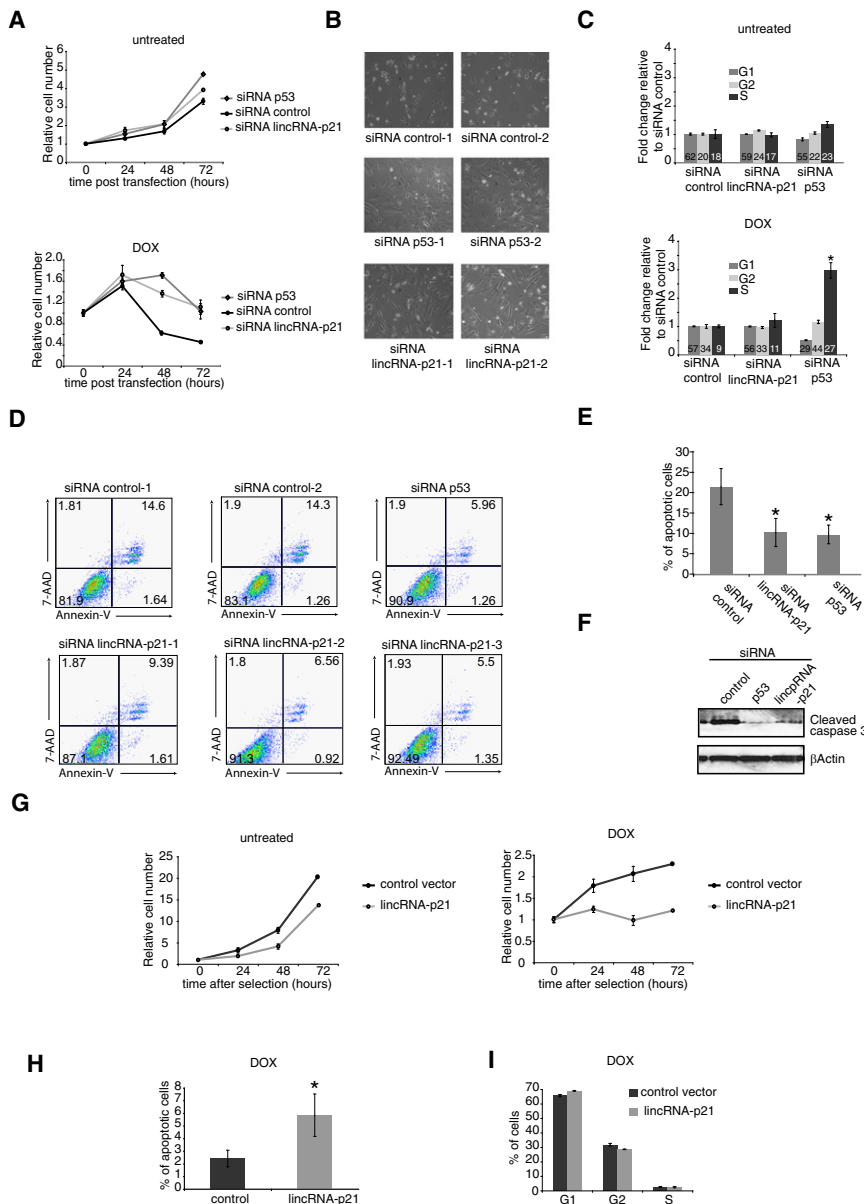 A
untreated
Relative cell number
6
5
4
3
2
1
0
0 24 48 72
time post transfection (hours)
siRNA p53
siRNA control
siRNA lincRNA-p21
DOX
Relative cell number
2.0
1.6
1.2
0.8
0.4
0
0 24 48 72
time post transfection (hours)
siRNA p53
siRNA control
siRNA lincRNA-p21
B
siRNA control-1
siRNA control-2
siRNA p53-1
siRNA p53-2
siRNA
lincRNA-p21-1
siRNA
lincRNA-p21-2
C
untreated
Fold change relative
to siRNA control
4
3
2
1
0
G1
G2
S
62 20 18
59 24 17
55 22 23
siRNA
control
siRNA
lincRNA-p21
siRNA
p53
DOX
Fold change relative
to siRNA control
4
3
2
1
0
G1
G2
S
*
57 34 9
56 33 11
29 44 27
siRNA
control
siRNA
lincRNA-p21
siRNA
p53
D
siRNA control-1
1.81 14.6
81.9 1.64
7-AAD
Annexin-V
siRNA control-2
1.9 14.3
83.1 1.26
7-AAD
Annexin-V
siRNA p53
1.9 5.96
90.9 1.26
7-AAD
Annexin-V
siRNA lincRNA-p21-1
1.87 9.39
87.1 1.61
7-AAD
Annexin-V
siRNA lincRNA-p21-2
1.8 6.56
91.3 0.92
7-AAD
Annexin-V
siRNA lincRNA-p21-3
1.93 5.5
92.49 1.35
7-AAD
Annexin-V
E
% of apoptotic cells
30
25
20
15
10
5
0
* *
siRNA
control
siRNA
lincRNA-p21
siRNA
p53
F
siRNA
control
p53
lincpRNA
-p21
Cleaved
caspase 3
βActin
G
untreated
Relative cell number
25
20
15
10
5
0
0 24 48 72
time after selection (hours)
control vector
lincRNA-p21
DOX
Relative cell number
2.5
2
1.5
1
0.5
0
0 24 48 72
time after selection (hours)
control vector
lincRNA-p21
H
DOX
% of apoptotic cells
8
7
6
5
4
3
2
1
0
*
control lincRNA-p21
I
DOX
% of cells
70
60
50
40
30
20
10
0
control vector
lincRNA-p21
G1 G2 S